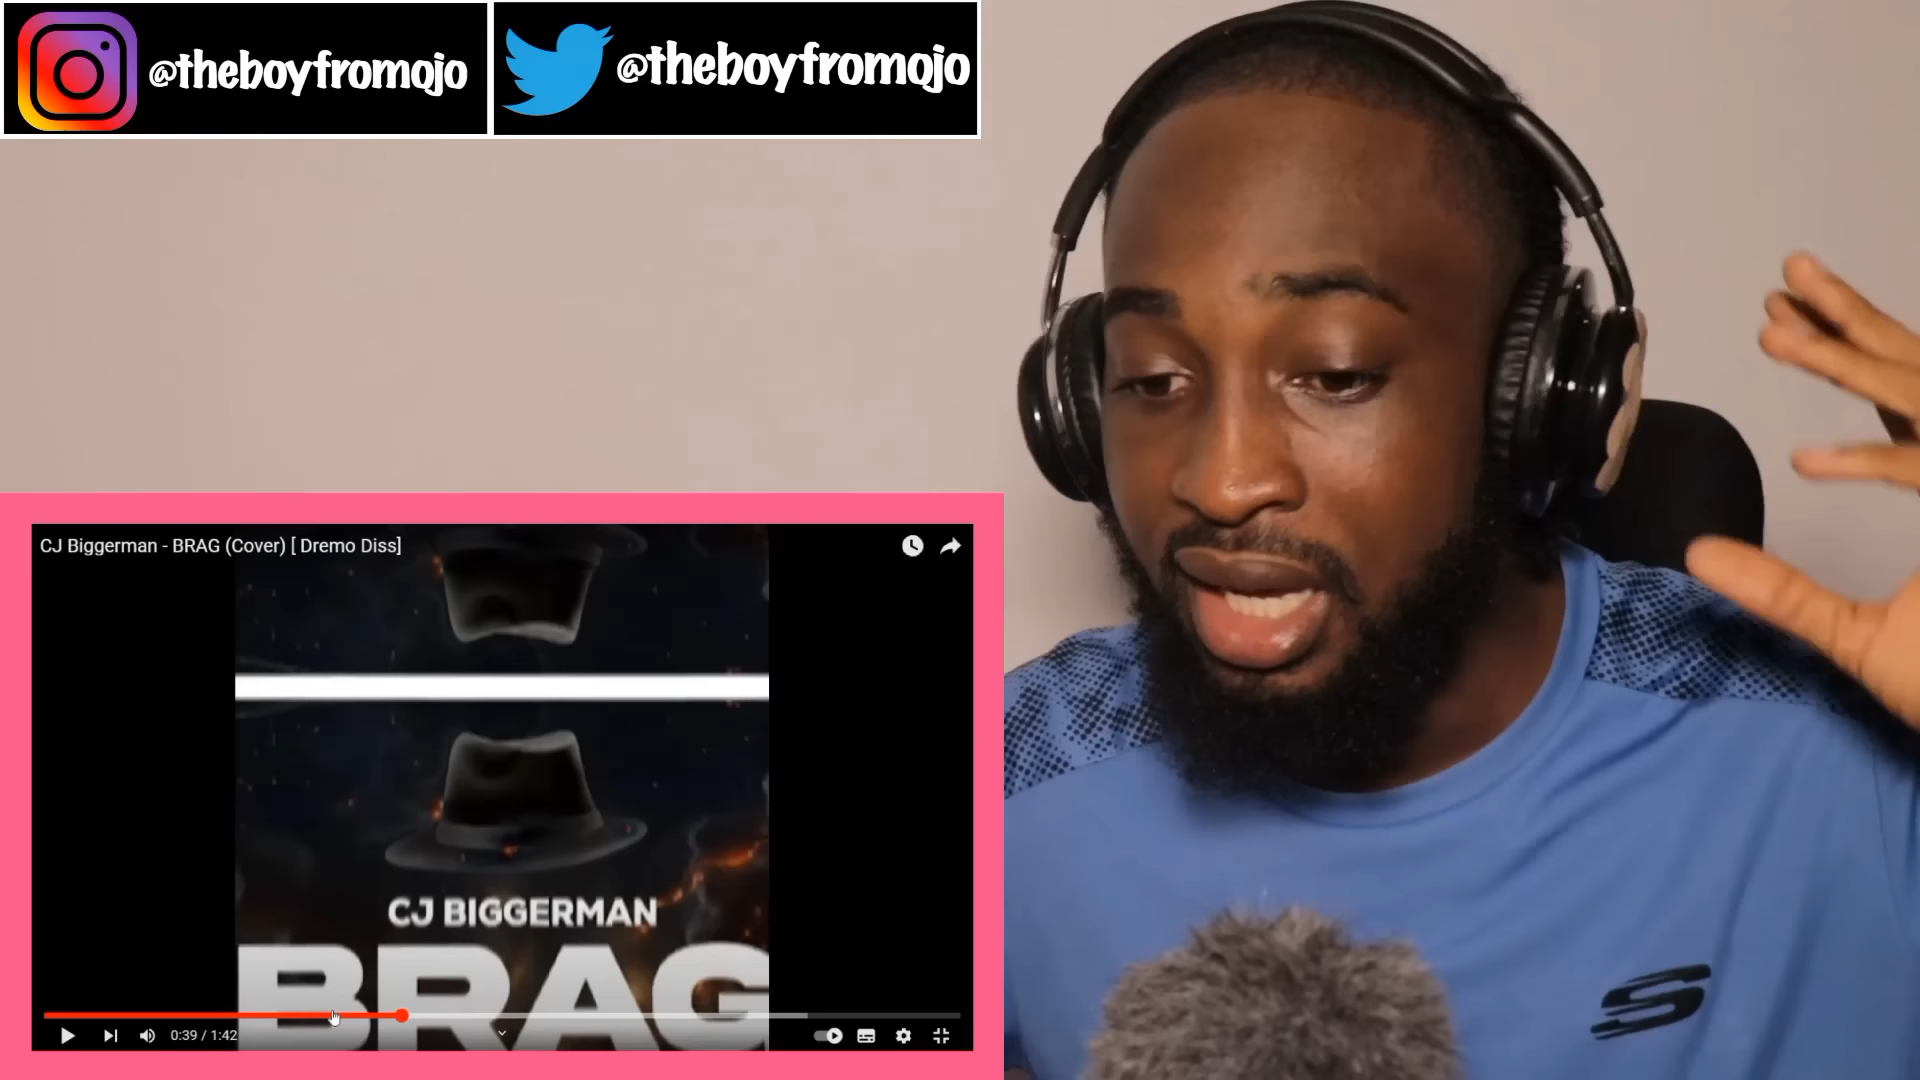 @theboyfromojo
@theboyfromojo
CJ Biggerman - BRAG (Cover) [ Dremo Diss]
CJ BIGGERMAN
BRAG
0:39 / 1:42